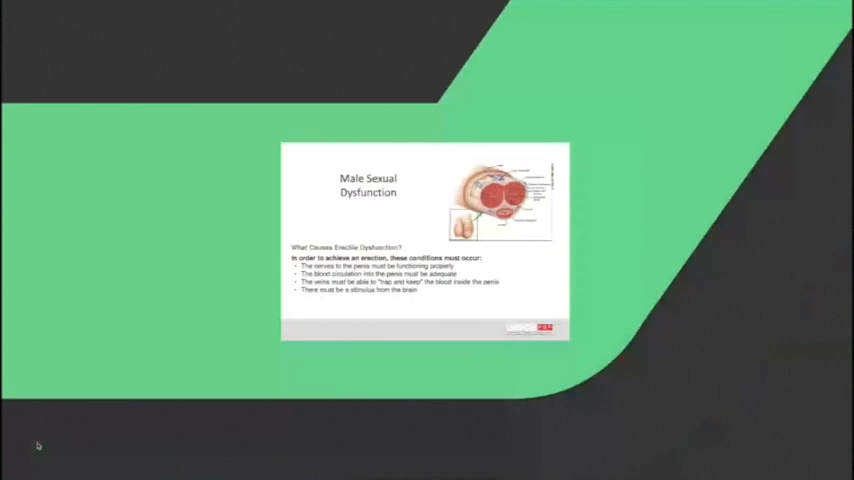 Male Sexual
Dysfunction
What Causes Erectile Dysfunction?
In order to achieve an erection, these conditions must occur:
• The nerves to the penis must be functioning properly
• The blood circulation into the penis must be adequate
• The veins must be able to "trap and keep" the blood inside the penis
• There must be a stimulus from the brain